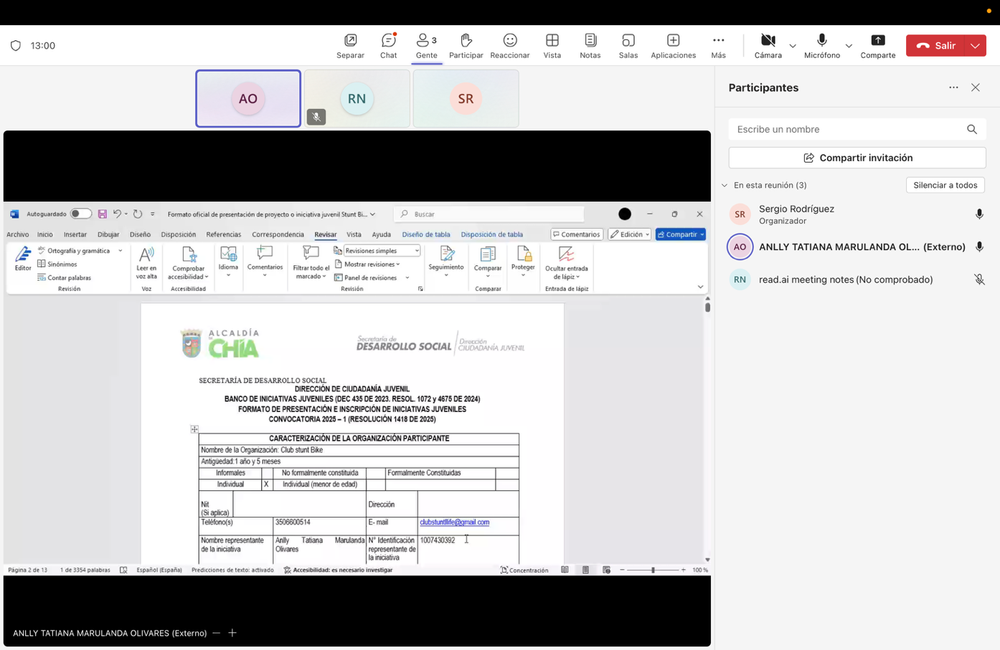 13:00
Separar
Chat
3
Gente
Participar
Reaccionar
Vista
Notas
Salas
Aplicaciones
Más
Cámara
Micrófono
Comparte
Salir
AO
RN
SR
Participantes
Escribe un nombre
Compartir invitación
En esta reunión (3)
Silenciar a todos
SR
Sergio Rodríguez
Organizador
AO
ANLLY TATIANA MARULANDA OL... (Externo)
RN
read.ai meeting notes (No comprobado)
Autoguardado
Formato oficial de presentación de proyecto o iniciativa juvenil Stunt Bi...
Buscar
Archivo Inicio Insertar Dibujar Diseño Disposición Referencias Correspondencia Revisar Vista Ayuda Diseño de tabla Disposición de tabla
Comentarios
Edición
Compartir
Editor
Ortografía y gramática
Sinónimos
Contar palabras
Revisión
Leer en voz alta
Voz
Comprobar accesibilidad
Accesibilidad
Idioma
Comentarios
Filtrar todo el marcado
Revisiones simples
Mostrar revisiones
Panel de revisiones
Revisión
Seguimiento
Comparar
Comparar
Proteger
Ocultar entrada de lápiz
Entrada de lápiz
ALCALDÍA
DE
CHÍA
Secretaría de
DESARROLLO SOCIAL
Dirección
CIUDADANÍA JUVENIL
SECRETARÍA DE DESARROLLO SOCIAL
DIRECCIÓN DE CIUDADANÍA JUVENIL
BANCO DE INICIATIVAS JUVENILES (DEC 435 DE 2023. RESOL. 1072 y 4675 DE 2024)
FORMATO DE PRESENTACIÓN E INSCRIPCIÓN DE INICIATIVAS JUVENILES
CONVOCATORIA 2025 – 1 (RESOLUCIÓN 1418 DE 2025)
CARACTERIZACIÓN DE LA ORGANIZACIÓN PARTICIPANTE
Nombre de la Organización: Club stunt Bike
Antigüedad:1 año y 5 meses
Informales No formalmente constituida Formalmente Constituidas
Individual X Individual (menor de edad)
Nit
(Si aplica)
Dirección
Teléfono(s) 3506600514 E- mail clubstuntllife@gmail.com
Nombre representante de la iniciativa
Anlly Tatiana Marulanda Olivares
N° Identificación representante de la iniciativa
1007430392
Página 2 de 13 1 de 3354 palabras Español (España) Predicciones de texto: activado Accesibilidad: es necesario investigar
Concentración
100 %
ANLLY TATIANA MARULANDA OLIVARES (Externo)